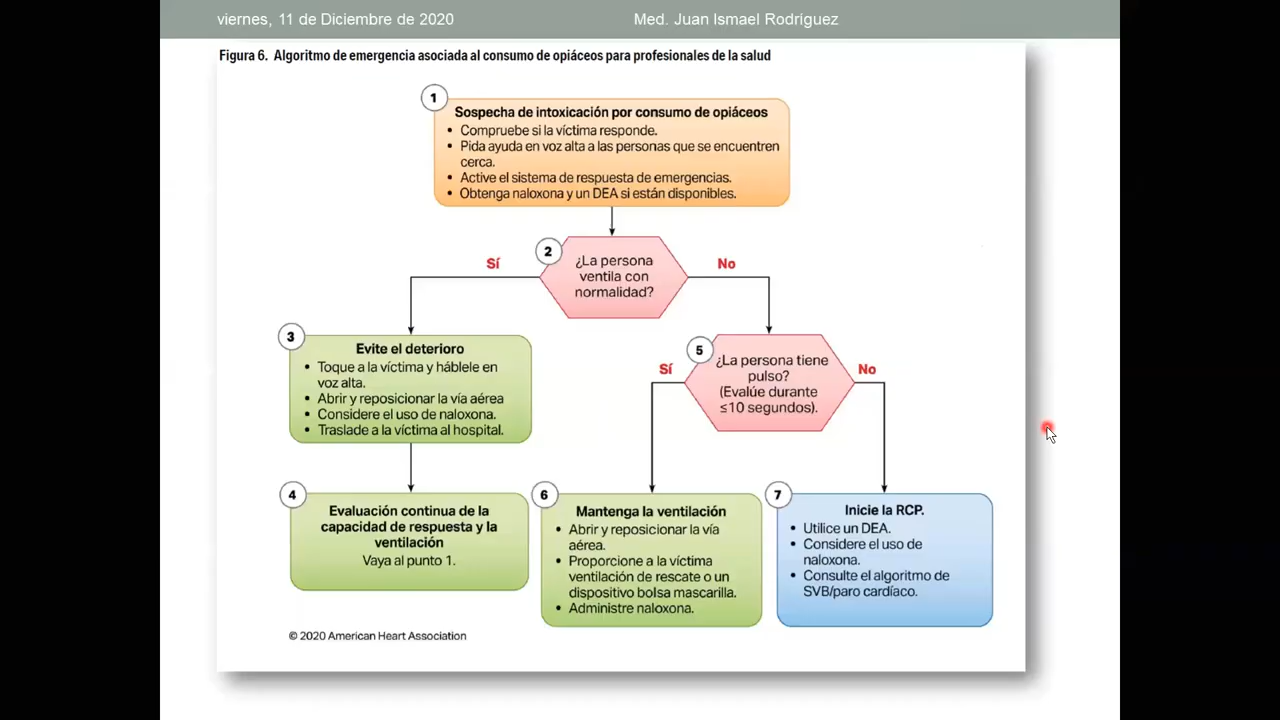 viernes, 11 de Diciembre de 2020
Med. Juan Ismael Rodríguez
Figura 6. Algoritmo de emergencia asociada al consumo de opiáceos para profesionales de la salud
1
Sospecha de intoxicación por consumo de opiáceos
• Compruebe si la víctima responde.
• Pida ayuda en voz alta a las personas que se encuentren
cerca.
• Active el sistema de respuesta de emergencias.
• Obtenga naloxona y un DEA si están disponibles.
2
¿La persona
ventila con
normalidad?
Sí
No
3
Evite el deterioro
• Toque a la víctima y háblele en
voz alta.
• Abrir y reposicionar la vía aérea
• Considere el uso de naloxona.
• Traslade a la víctima al hospital.
5
¿La persona tiene
pulso?
(Evalúe durante
≤10 segundos).
Sí
No
4
Evaluación continua de la
capacidad de respuesta y la
ventilación
Vaya al punto 1.
6
Mantenga la ventilación
• Abrir y reposicionar la vía
aérea.
• Proporcione a la víctima
ventilación de rescate o un
dispositivo bolsa mascarilla.
• Administre naloxona.
7
Inicie la RCP.
• Utilice un DEA.
• Considere el uso de
naloxona.
• Consulte el algoritmo de
SVB/paro cardíaco.
© 2020 American Heart Association